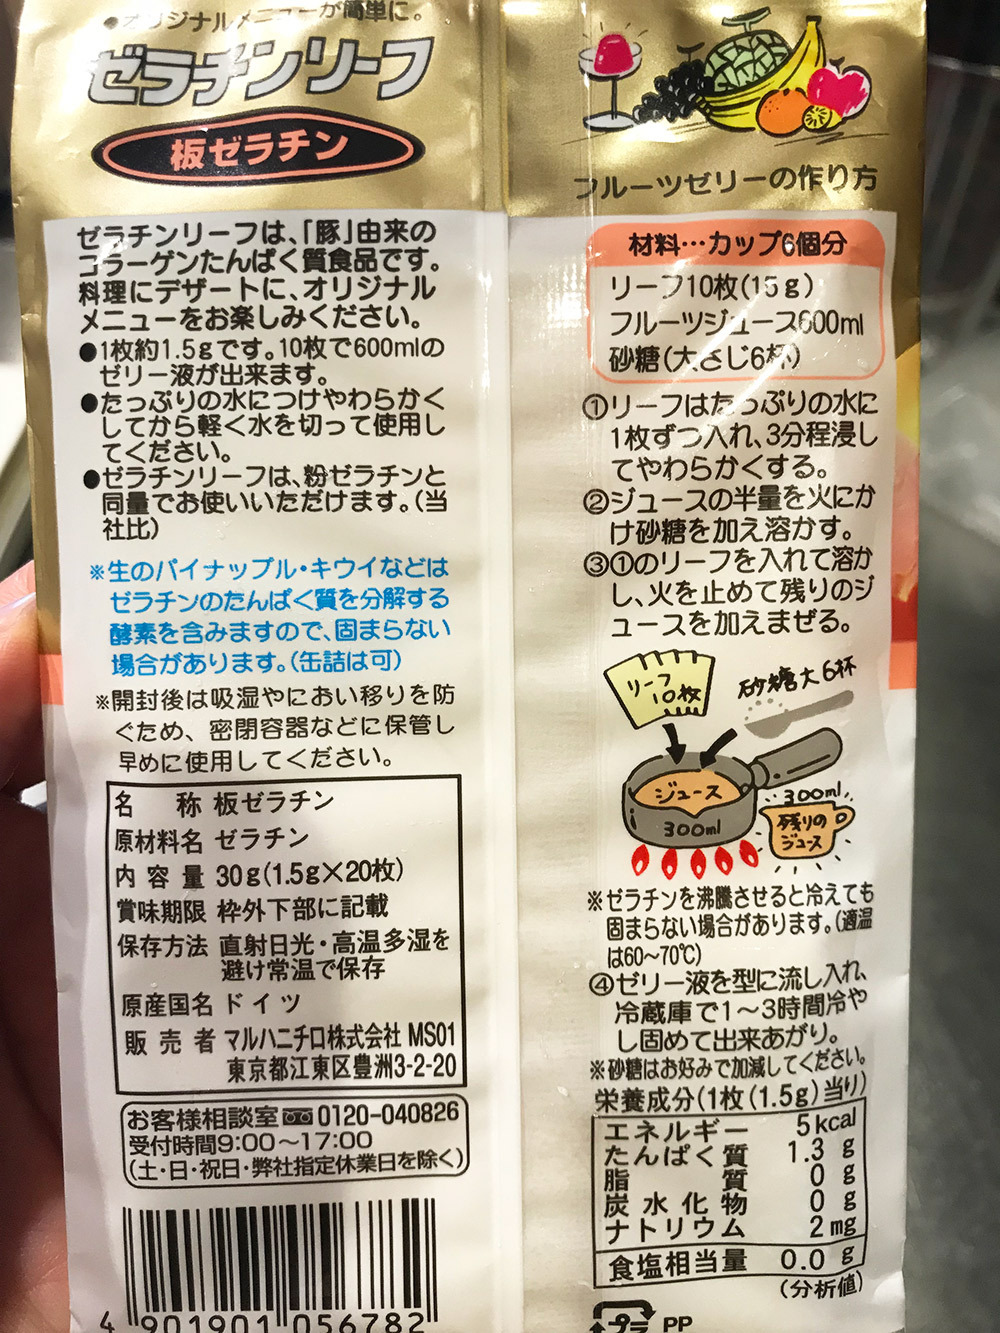 ●オリジナルメニューが簡単に。
ゼラチンリーフ
板ゼラチン
ゼラチンリーフは、「豚」由来の
コラーゲンたんぱく質食品です。
料理にデザートに、オリジナル
メニューをお楽しみください。
●1枚約1.5gです。10枚で600mlの
ゼリー液が出来ます。
●たっぷりの水につけやわらかく
してから軽く水を切って使用し
てください。
●ゼラチンリーフは、粉ゼラチンと
同量でお使いいただけます。(当
社比)
※生のパイナップル・キウイなどは
ゼラチンのたんぱく質を分解する
酵素を含みますので、固まらない
場合があります。(缶詰は可)
※開封後は吸湿やにおい移りを防
ぐため、密閉容器などに保管し
早めに使用してください。
名称 板ゼラチン
原材料名 ゼラチン
内容量 30g(1.5g×20枚)
賞味期限 枠外下部に記載
保存方法 直射日光・高温多湿を
避け常温で保存
原産国名 ドイツ
販売者 マルハニチロ株式会社 MS01
東京都江東区豊洲3-2-20
お客様相談室 0120-040826
受付時間9:00～17:00
(土・日・祝日・弊社指定休業日を除く)
4 901901 056782
フルーツゼリーの作り方
材料…カップ6個分
リーフ10枚(15g)
フルーツジュース600ml
砂糖(大さじ6杯)
①リーフはたっぷりの水に
1枚ずつ入れ、3分程浸し
てやわらかくする。
②ジュースの半量を火にか
け砂糖を加え溶かす。
③①のリーフを入れて溶か
し、火を止めて残りのジ
ュースを加えまぜる。
リーフ
10枚
砂糖大6杯
ジュース
300ml
300ml
残りの
ジュース
※ゼラチンを沸騰させると冷えても
固まらない場合があります。(適温
は60～70℃)
④ゼリー液を型に流し入れ、
冷蔵庫で1～3時間冷や
し固めて出来あがり。
※砂糖はお好みで加減してください。
栄養成分(1枚(1.5g)当り)
エネルギー 5kcal
たんぱく質 1.3g
脂質 0g
炭水化物 0g
ナトリウム 2mg
食塩相当量 0.0g
(分析値)
プラ PP